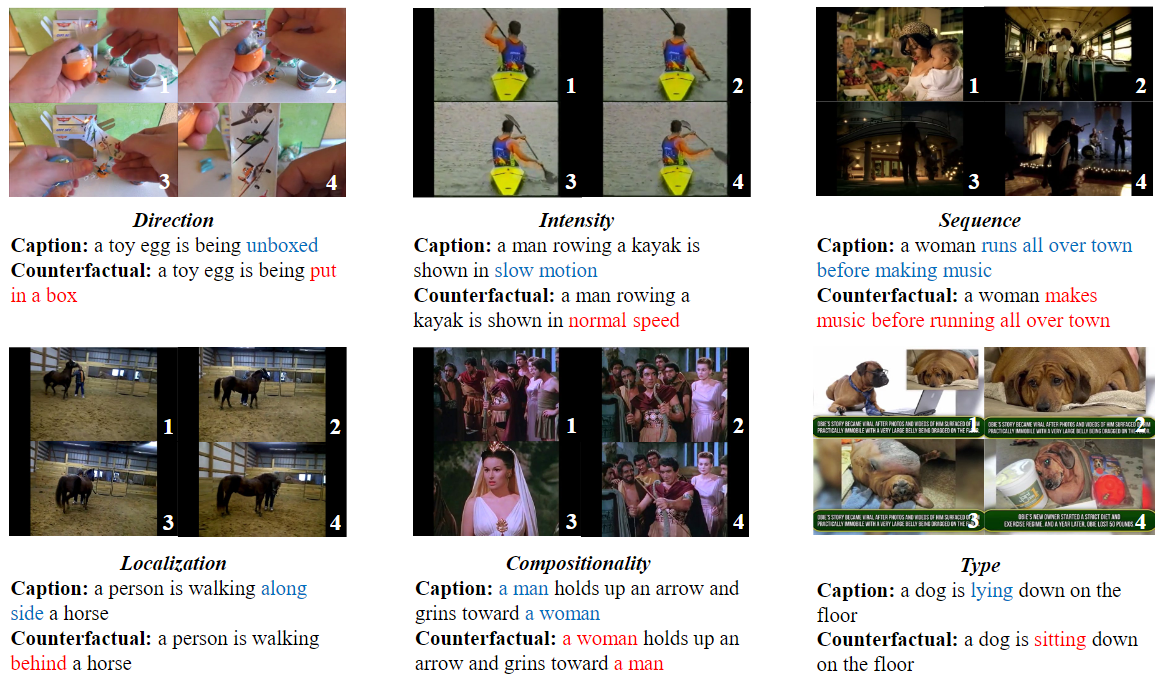 1
2
3
4
Direction
Caption: a toy egg is being unboxed
Counterfactual: a toy egg is being put
in a box
1
2
3
4
Intensity
Caption: a man rowing a kayak is
shown in slow motion
Counterfactual: a man rowing a
kayak is shown in normal speed
1
2
3
4
Sequence
Caption: a woman runs all over town
before making music
Counterfactual: a woman makes
music before running all over town
1
2
3
4
Localization
Caption: a person is walking along
side a horse
Counterfactual: a person is walking
behind a horse
1
2
3
4
Compositionality
Caption: a man holds up an arrow and
grins toward a woman
Counterfactual: a woman holds up an
arrow and grins toward a man
1
OBIE'S STORY BECAME VIRAL AFTER PHOTOS AND VIDEOS OF HIM SURFACED OF HIM
PRACTICALLY IMMOBILE WITH A VERY LARGE BELLY BEING DRAGGED ON THE
2
OBIE'S STORY BECAME VIRAL AFTER PHOTOS AND VIDEOS OF HIM SURFACED OF HIM
PRACTICALLY IMMOBILE WITH A VERY LARGE BELLY BEING DRAGGED ON THE FLOOR.
3
OBIE'S STORY BECAME VIRAL AFTER PHOTOS AND VIDEOS OF HIM SURFACED OF HIM
PRACTICALLY IMMOBILE WITH A VERY LARGE BELLY BEING DRAGGED ON THE
4
OBIE'S NEW OWNER STARTED A STRICT DIET AND
EXERCISE REGIME, AND A YEAR LATER, OBIE LOST 50 POUNDS
Type
Caption: a dog is lying down on the
floor
Counterfactual: a dog is sitting down
on the floor